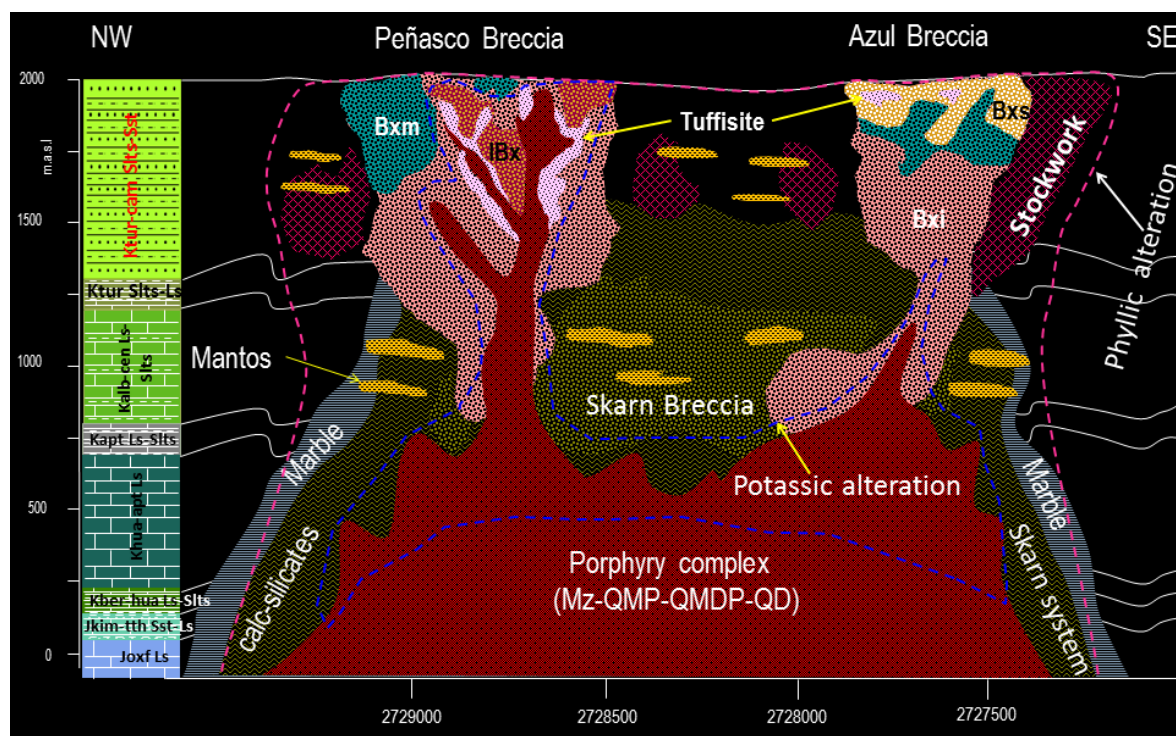 NW
Peñasco Breccia
Azul Breccia
SE
2000
m.a.s.l
1500
1000
500
0
Ktur-cam Slts-Sst
Ktur Slts-Ls
Kalb-cen Ls-
Slts
Kapt Ls-Slts
Khua-apt Ls
Kber-hua Ls-Slts
Jkim-tth Sst-Ls
Joxf Ls
Bxm
IBx
Tuffisite
Bxs
Bxi
Stockwork
Phyllic alteration
Mantos
Skarn Breccia
Marble
Potassic alteration
Marble
calc-silicates
Porphyry complex
(Mz-QMP-QMDP-QD)
Skarn system
2729000
2728500
2728000
2727500